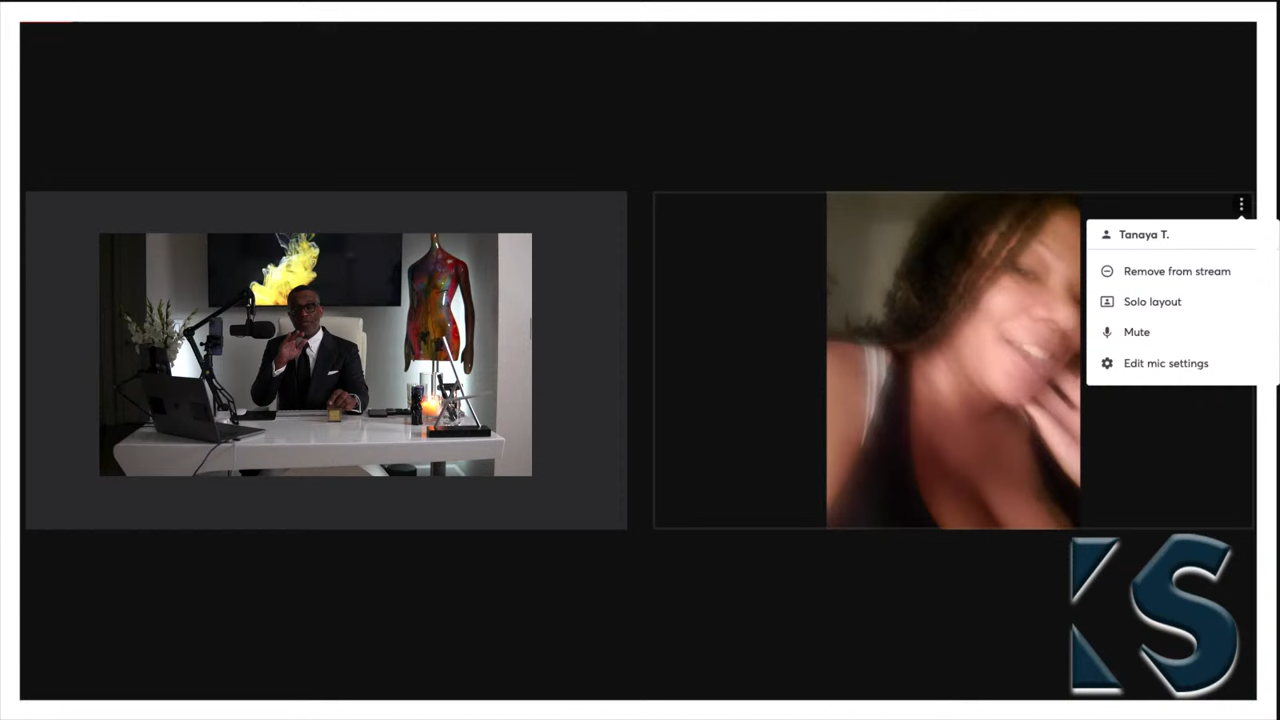 Tanaya T.
Remove from stream
Solo layout
Mute
Edit mic settings
KS